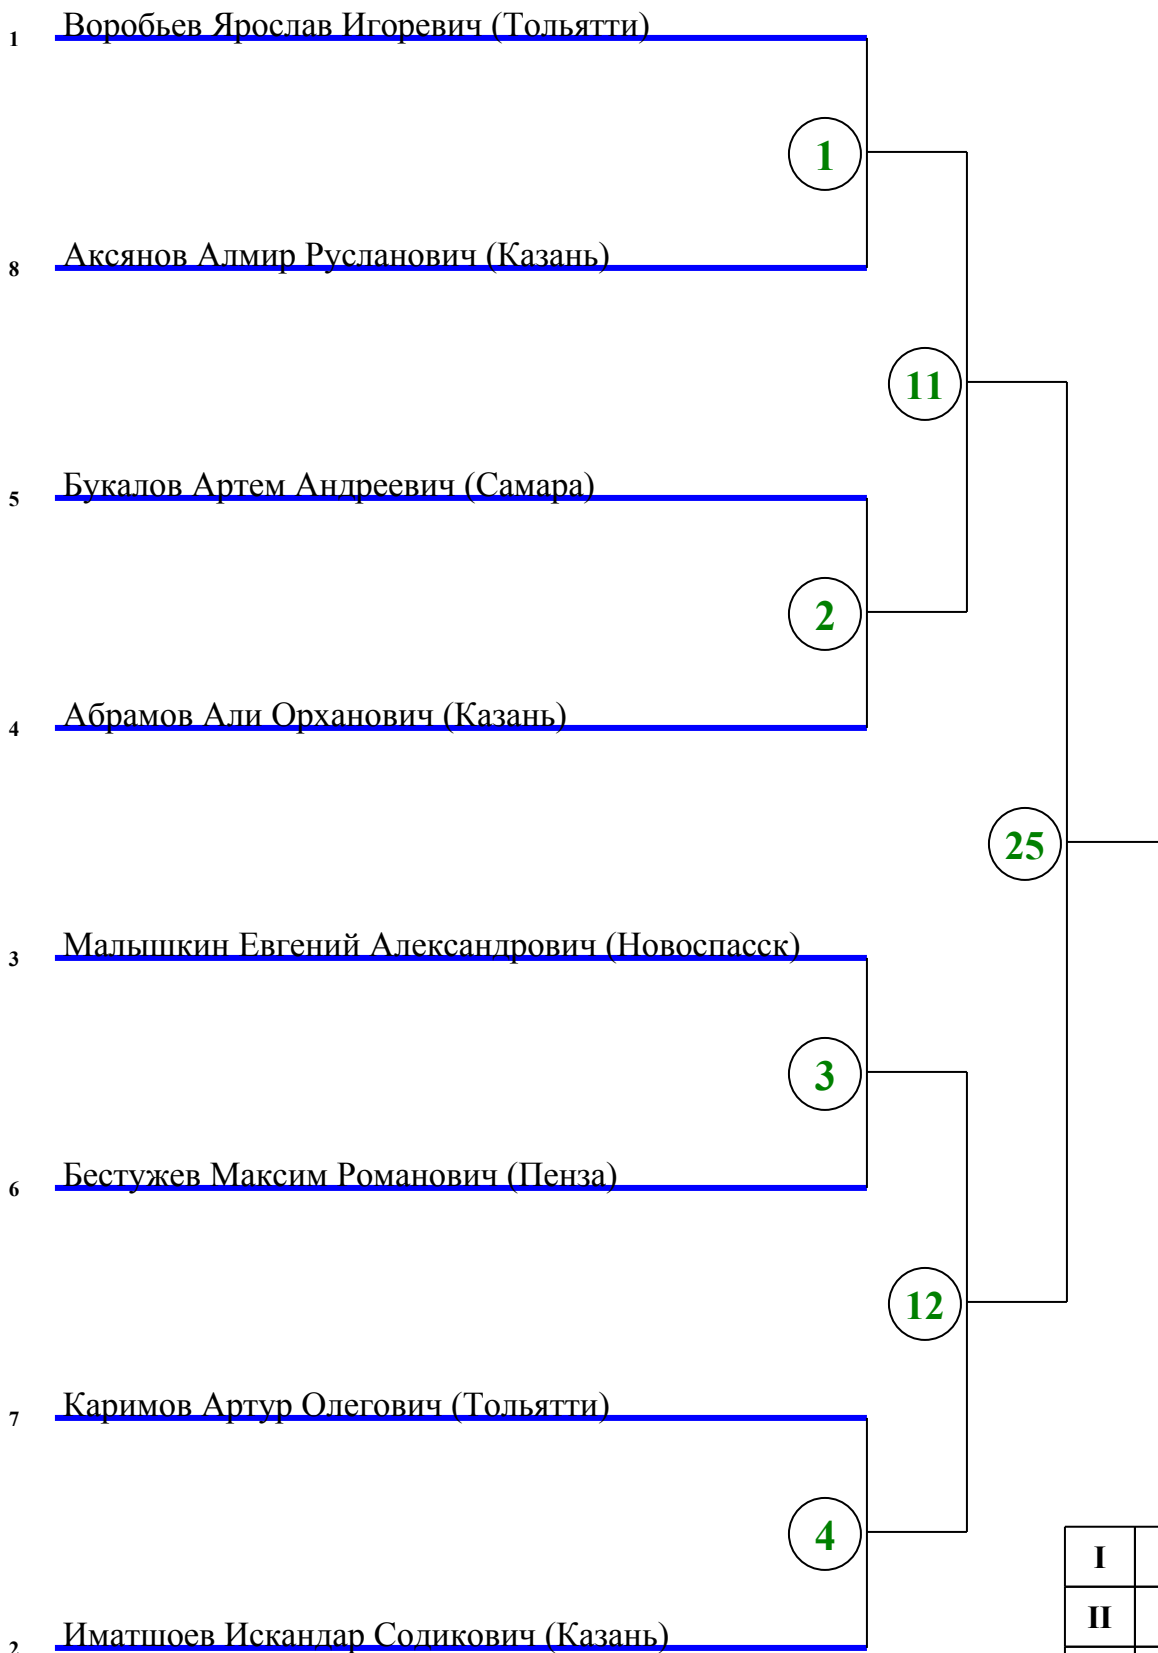 1 Воробьев Ярослав Игоревич (Тольятти)
1
8 Аксянов Алмир Русланович (Казань)
11
5 Букалов Артем Андреевич (Самара)
2
4 Абрамов Али Орханович (Казань)
25
3 Малышкин Евгений Александрович (Новоспасск)
3
6 Бестужев Максим Романович (Пенза)
12
7 Каримов Артур Олегович (Тольятти)
4
I
II
2 Иматшоев Искандар Содикович (Казань)